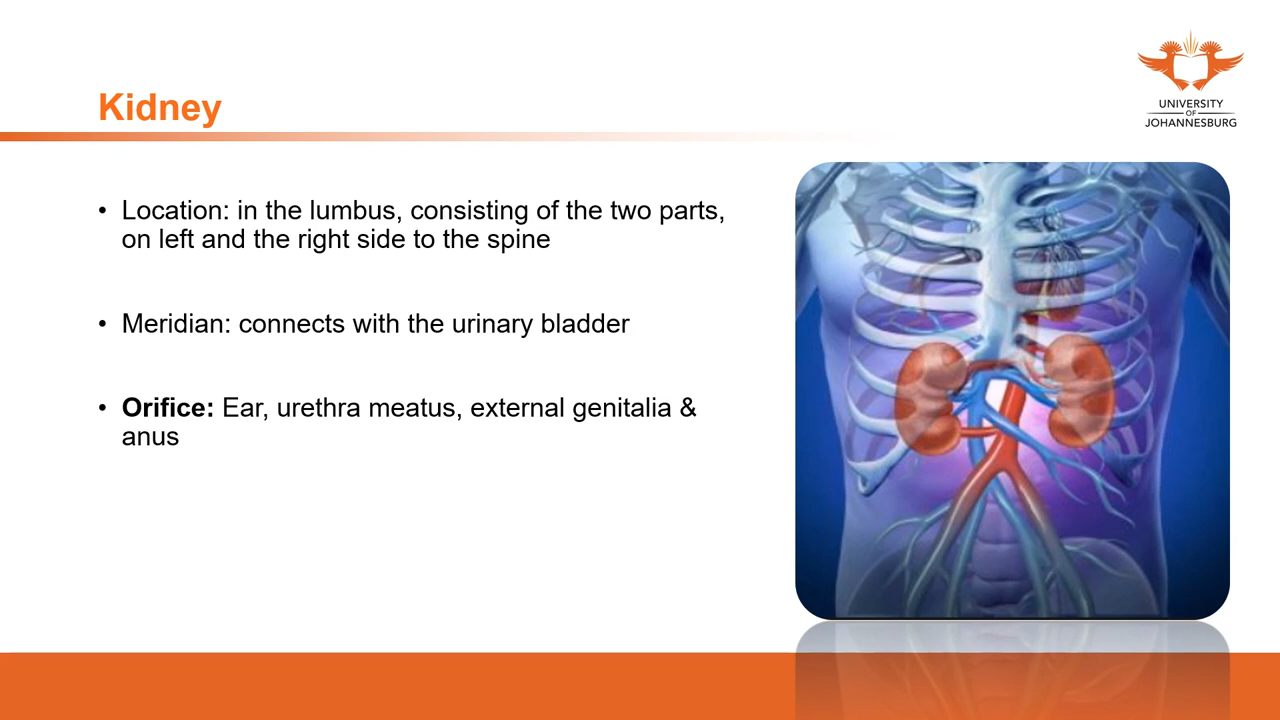 Kidney
UNIVERSITY
OF
JOHANNESBURG
• Location: in the lumbus, consisting of the two parts,
on left and the right side to the spine
• Meridian: connects with the urinary bladder
• Orifice: Ear, urethra meatus, external genitalia &
anus